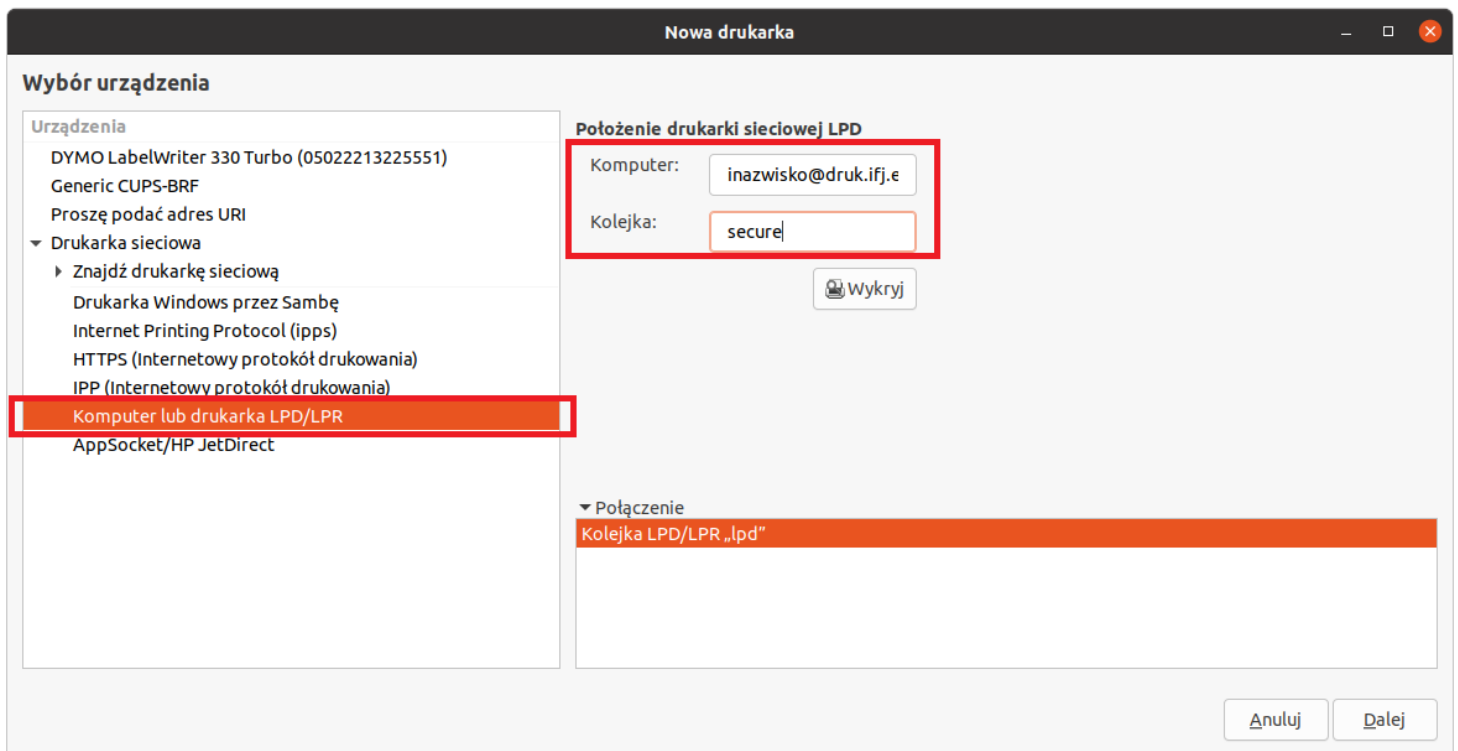 Nowa drukarka
Wybór urządzenia
Urządzenia
DYMO LabelWriter 330 Turbo (05022213225551)
Generic CUPS-BRF
Proszę podać adres URI
Drukarka sieciowa
Znajdź drukarkę sieciową
Drukarka Windows przez Sambę
Internet Printing Protocol (ipps)
HTTPS (Internetowy protokół drukowania)
IPP (Internetowy protokół drukowania)
Komputer lub drukarka LPD/LPR
AppSocket/HP JetDirect
Położenie drukarki sieciowej LPD
Komputer: inazwisko@druk.ifj.e
Kolejka: secure
Wykryj
Połączenie
Kolejka LPD/LPR „lpd”
Anuluj Dalej